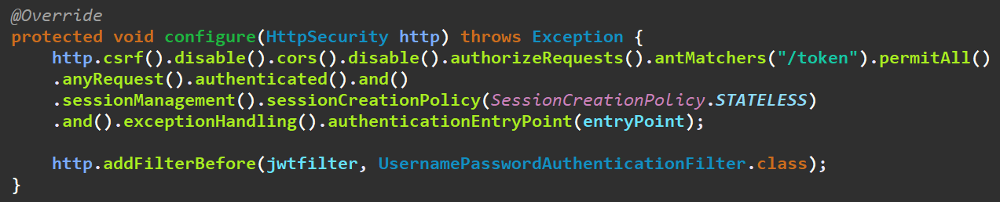 @Override
protected void configure(HttpSecurity http) throws Exception {
    http.csrf().disable().cors().disable().authorizeRequests().antMatchers("/token").permitAll()
    .anyRequest().authenticated().and()
    .sessionManagement().sessionCreationPolicy(SessionCreationPolicy.STATELESS)
    .and().exceptionHandling().authenticationEntryPoint(entryPoint);

    http.addFilterBefore(jwtfilter, UsernamePasswordAuthenticationFilter.class);
}